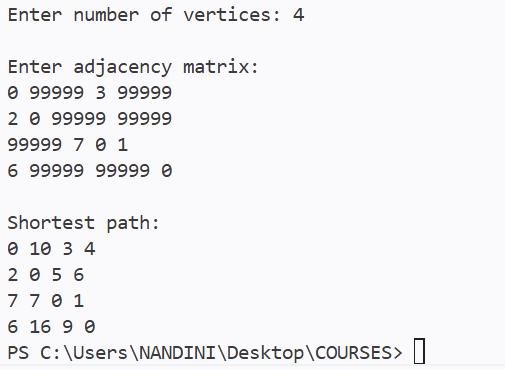 Enter number of vertices: 4
Enter adjacency matrix:
0 99999 3 99999
2 0 99999 99999
99999 7 0 1
6 99999 99999 0
Shortest path:
0 10 3 4
2 0 5 6
7 7 0 1
6 16 9 0
PS C:\Users\NANDINI\Desktop\COURSES>